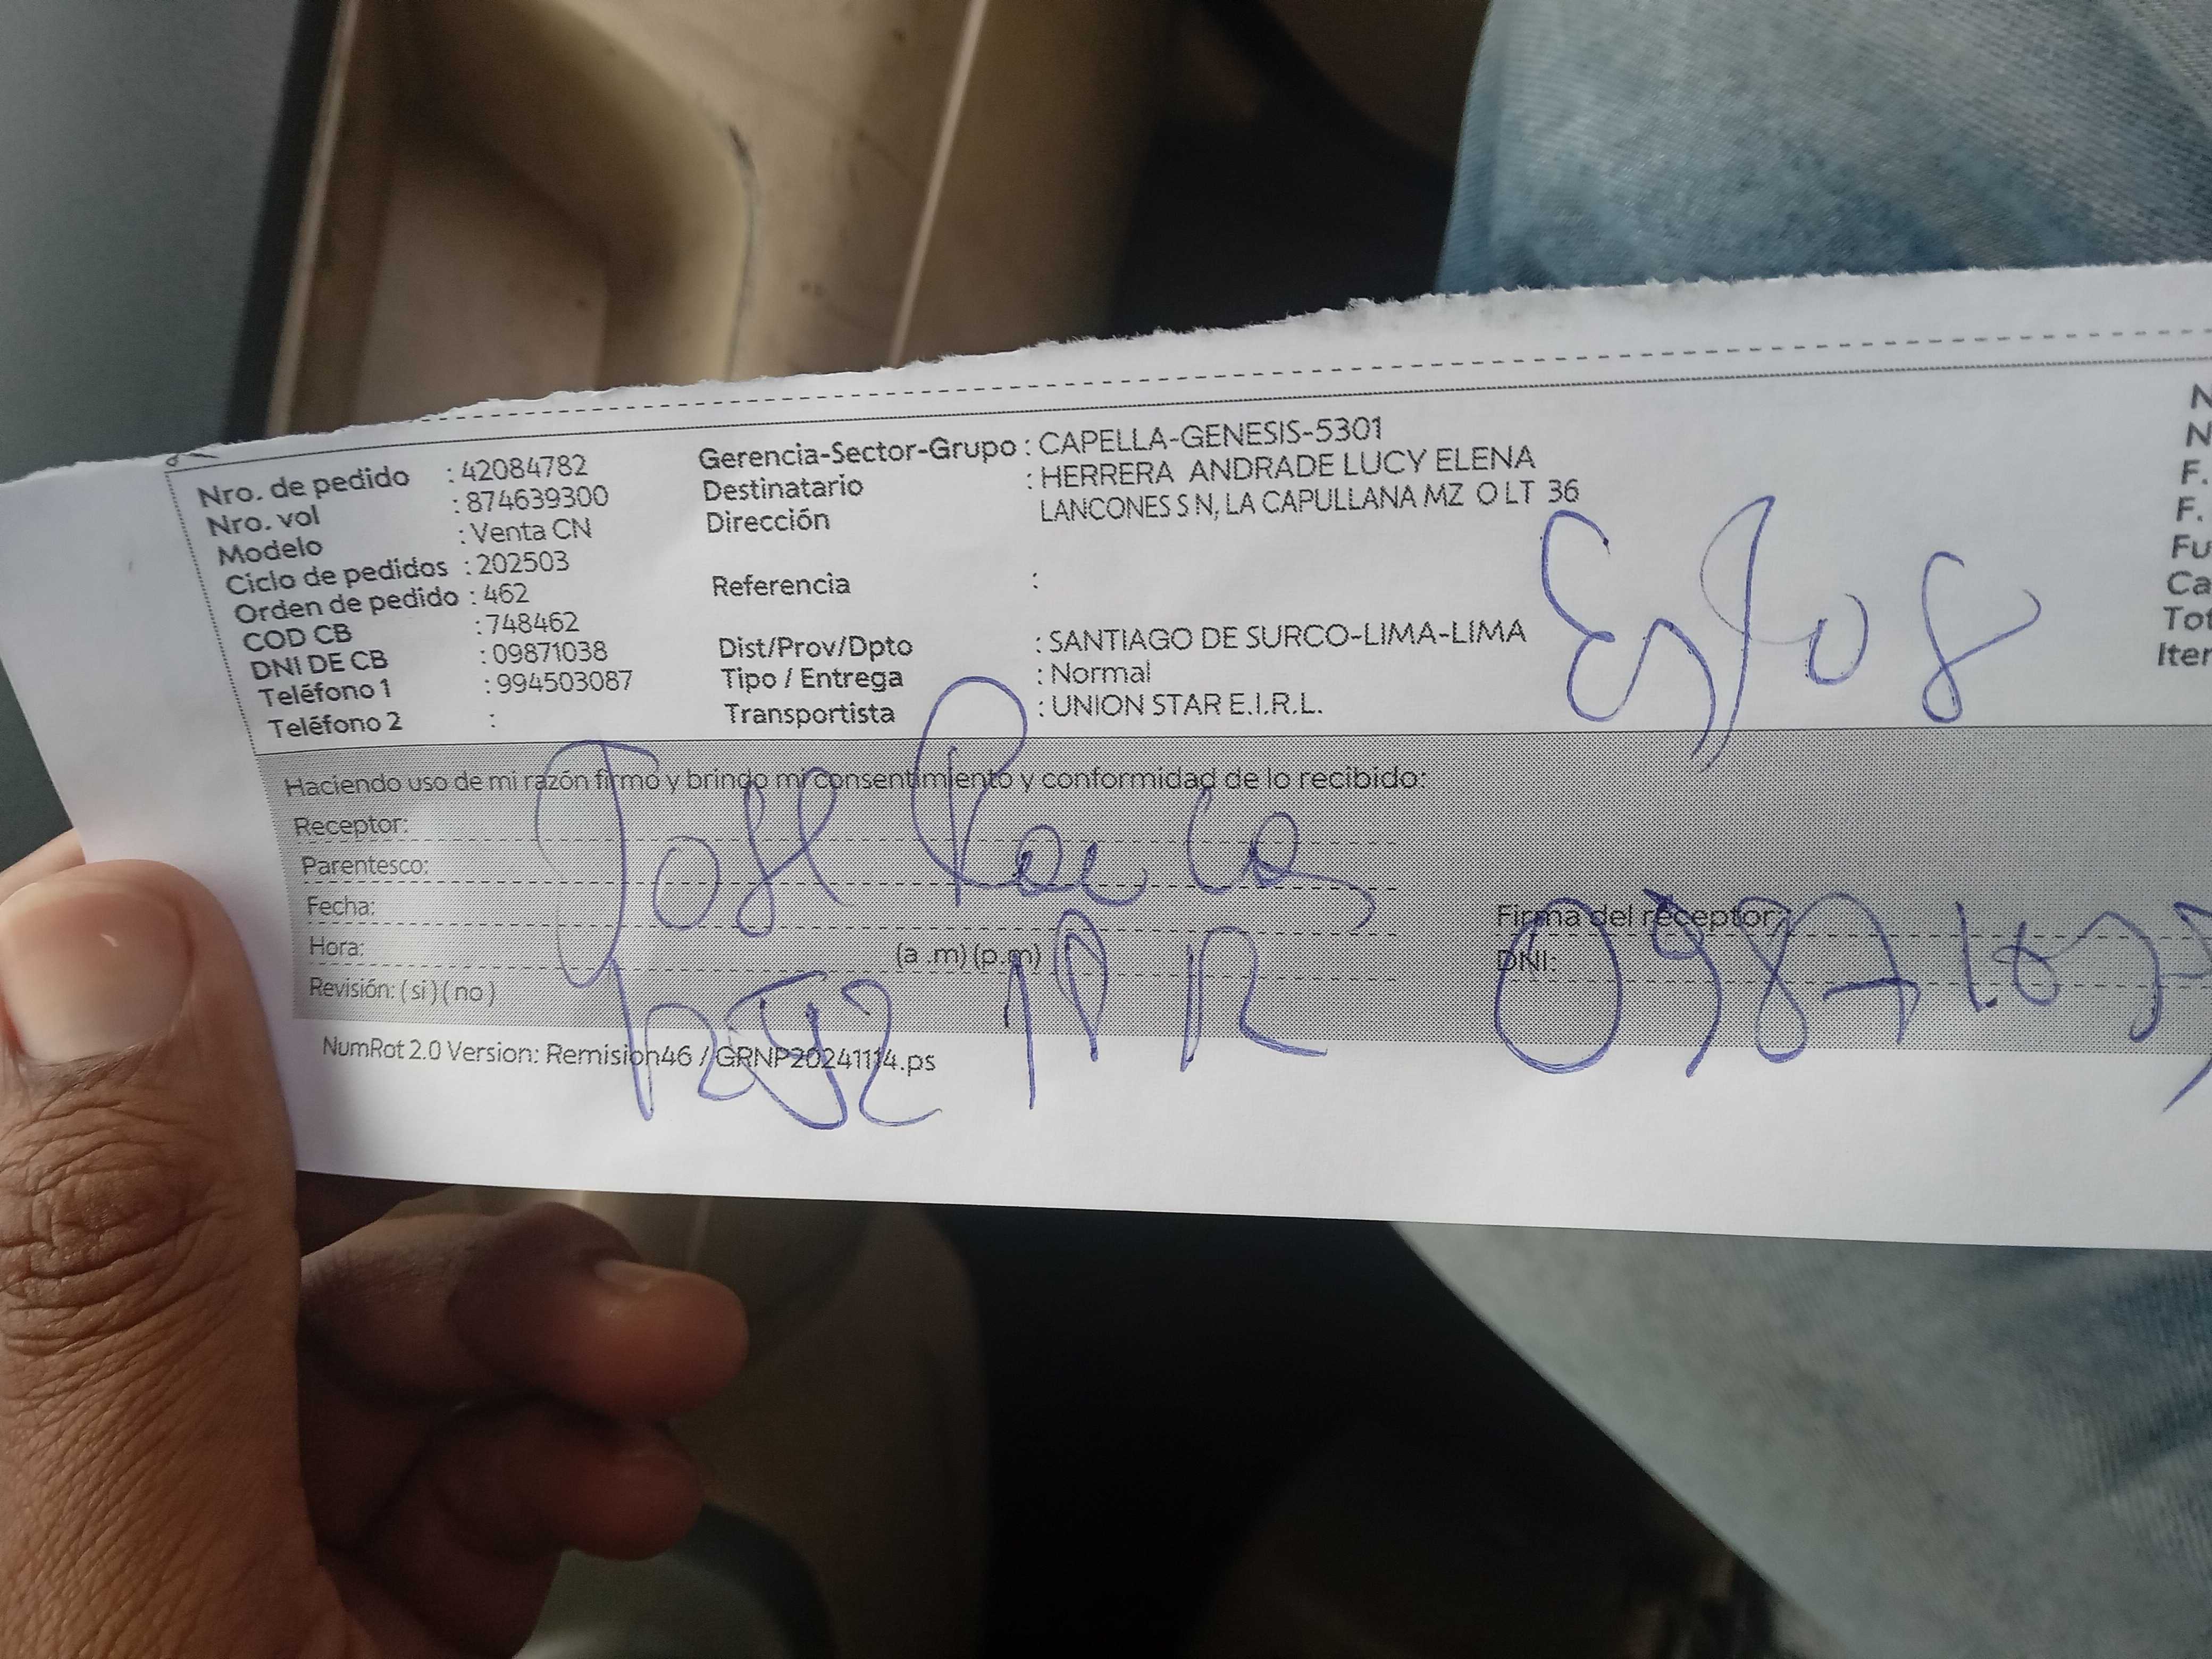 Nro. de pedido : 42084782
Nro. vol : 874639300
Modelo : Venta CN
Ciclo de pedidos : 202503
Orden de pedido : 462
COD CB : 748462
DNI DE CB : 09871038
Teléfono 1 : 994503087
Teléfono 2 :
Gerencia-Sector-Grupo : CAPELLA-GENESIS-5301
Destinatario : HERRERA ANDRADE LUCY ELENA
Dirección LANCONES S N, LA CAPULLANA MZ O LT 36
Referencia :
Dist/Prov/Dpto : SANTIAGO DE SURCO-LIMA-LIMA
Tipo / Entrega : Normal
Transportista : UNION STAR E.I.R.L.
N
N
F.
F.
Fu
Ca
Tot
Iter
Haciendo uso de mi razón firmo y brindo mi consentimiento y conformidad de lo recibido:
Receptor:
Parentesco:
Fecha:
Hora: (a .m) (p.m)
Revisión: ( si ) ( no )
Firma del receptor:
DNI:
NumRot 2.0 Version: Remision46 / GRNP20241114.ps